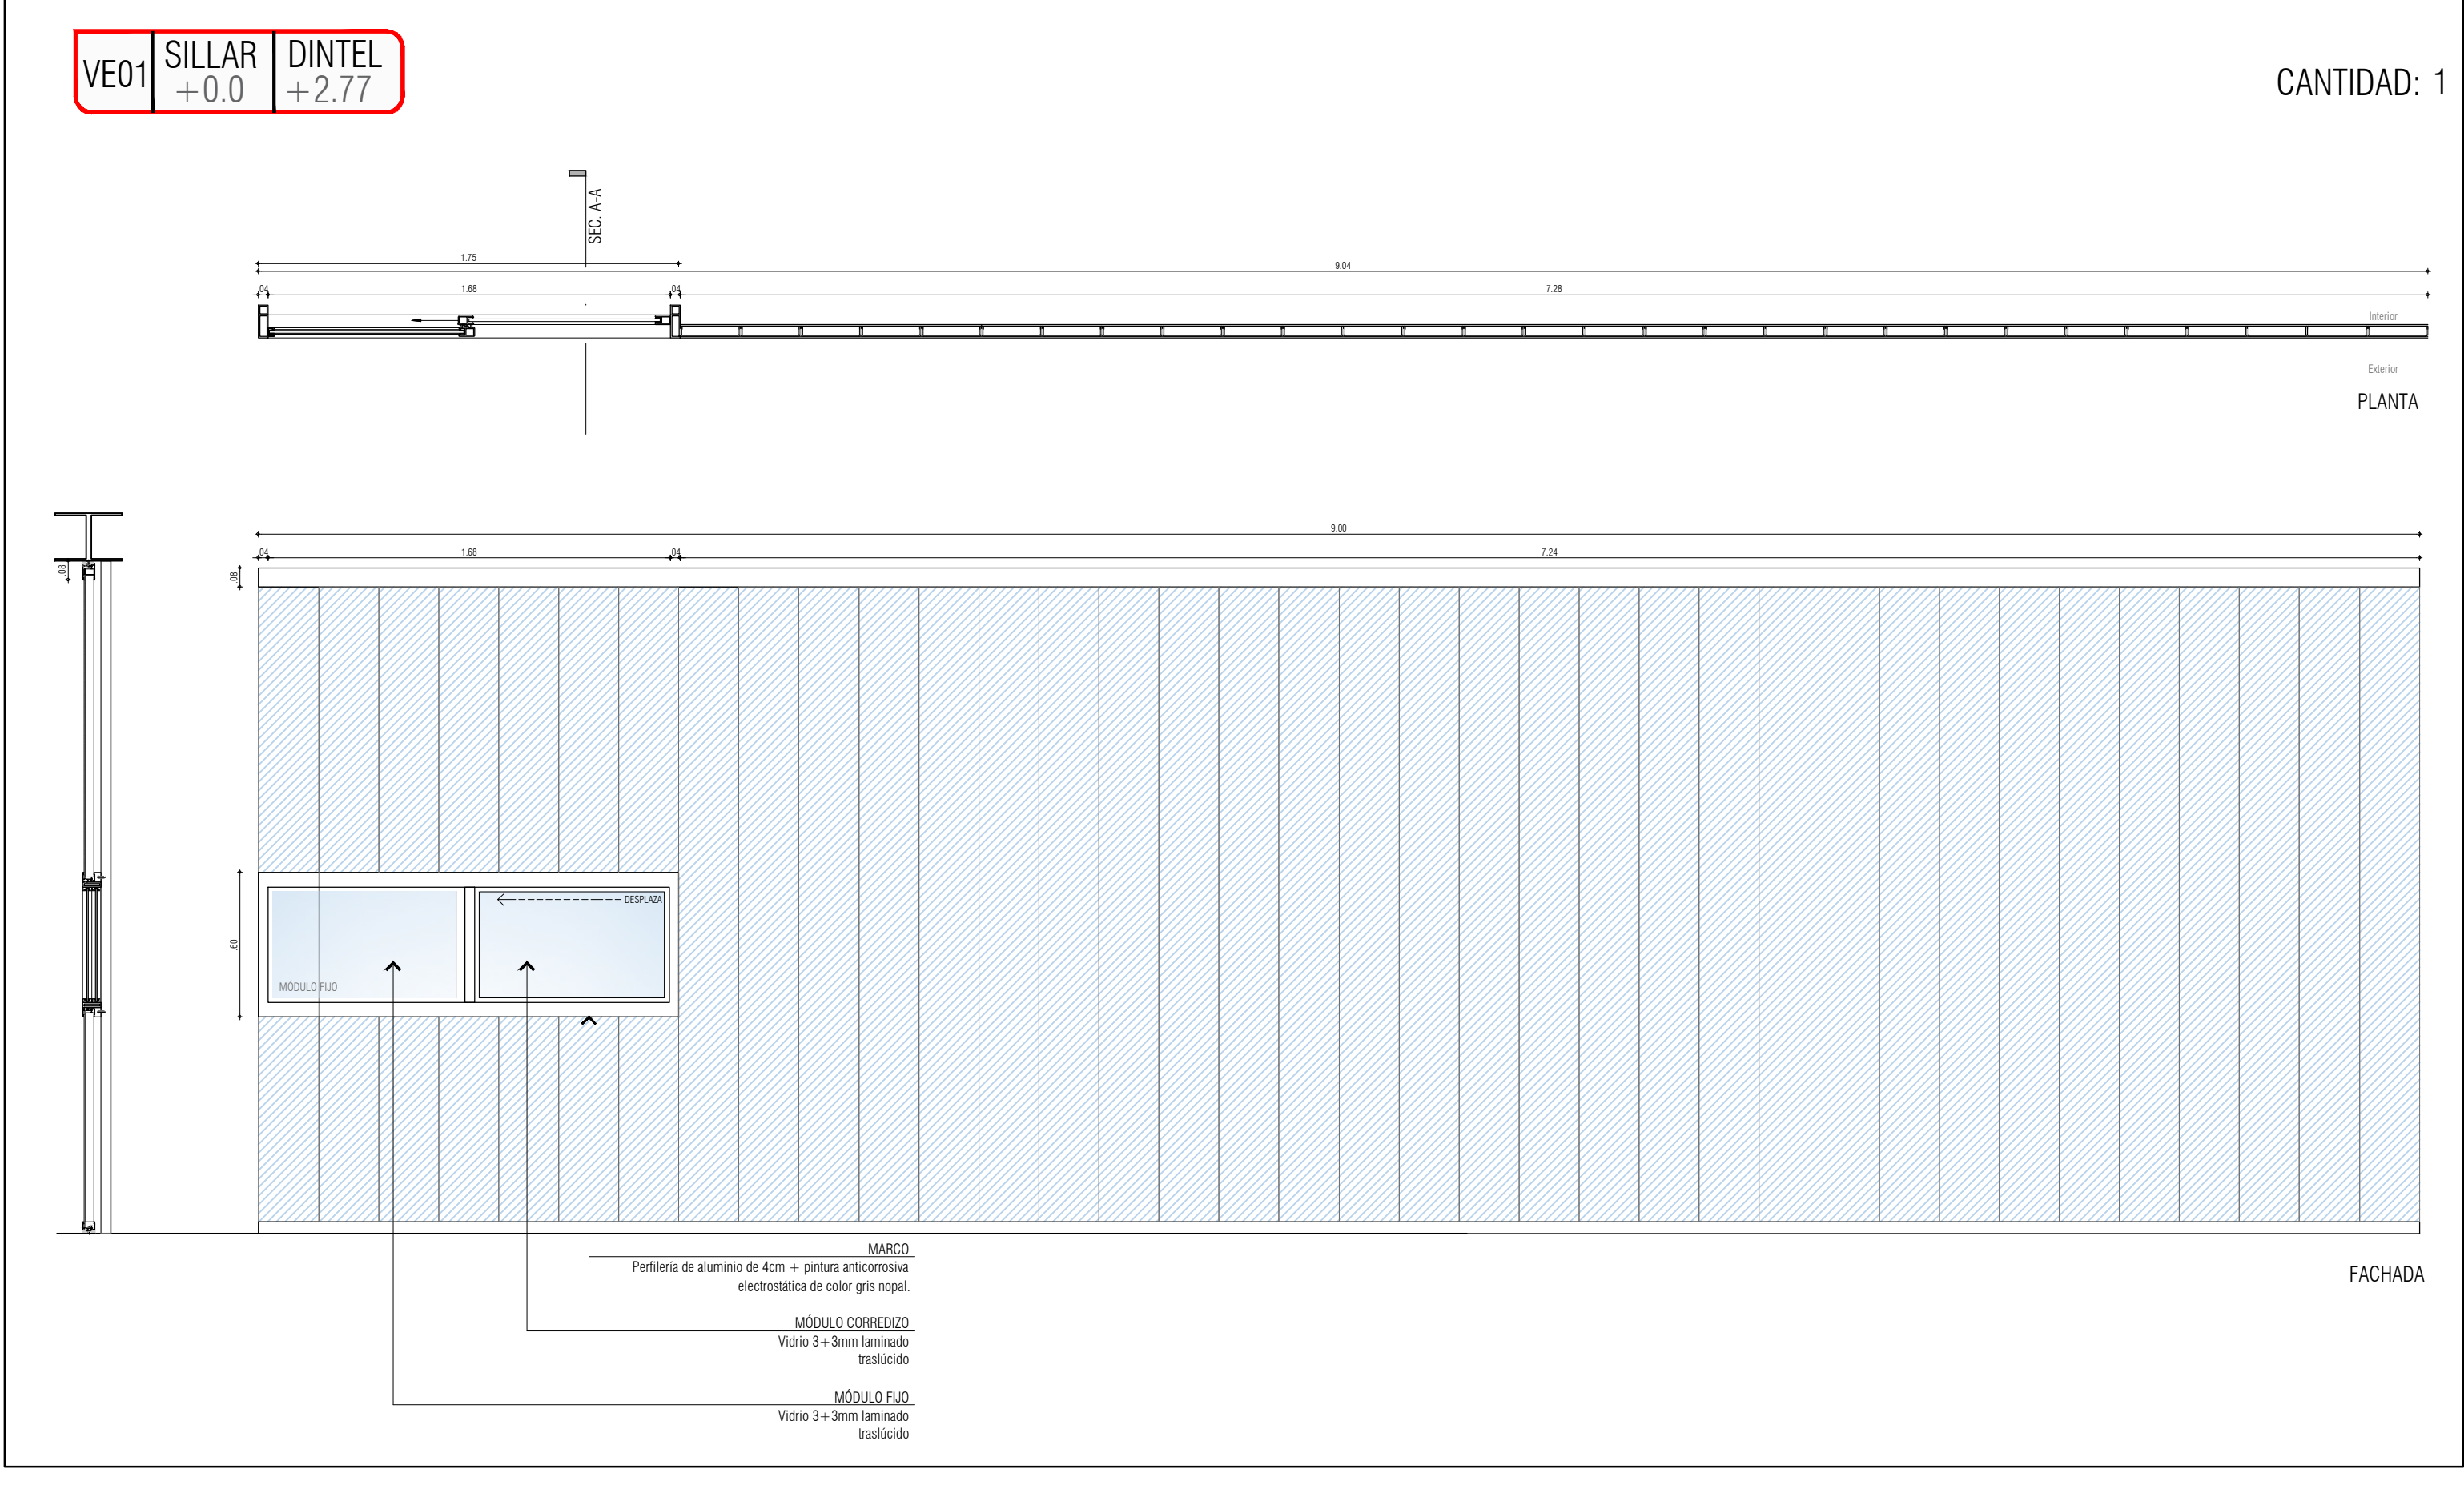 VE01
SILLAR
+0.0
DINTEL
+2.77
CANTIDAD: 1
SEC. A-A'
1.75
9.04
.04
1.68
.04
7.28
Interior
Exterior
PLANTA
9.00
.04
1.68
.04
7.24
.08
.08
DESPLAZA
.60
MÓDULO FIJO
MARCO
Perfilería de aluminio de 4cm + pintura anticorrosiva
electrostática de color gris nopal.
FACHADA
MÓDULO CORREDIZO
Vidrio 3+3mm laminado
traslúcido
MÓDULO FIJO
Vidrio 3+3mm laminado
traslúcido